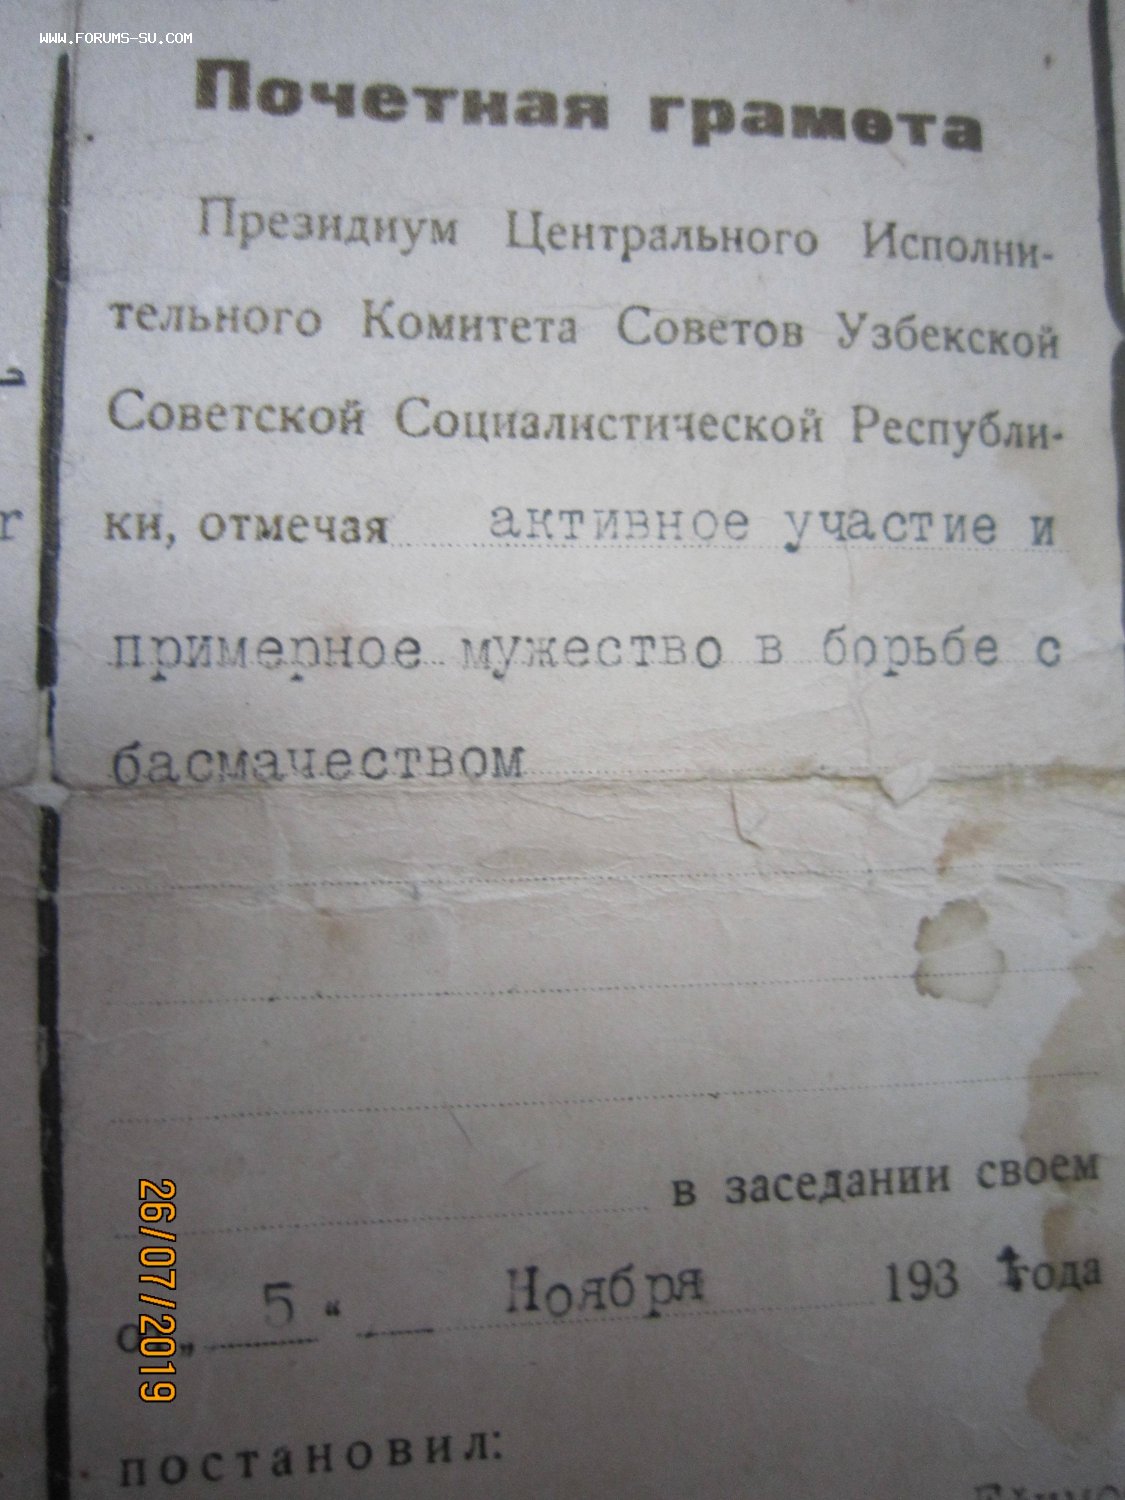 WWW.FORUMS-SU.COM
Почетная грамота
Президиум Центрального Исполни-
тельного Комитета Советов Узбекской
Советской Социалистической Республи-
ки, отмечая активное участие и
примерное мужество в борьбе с
басмачеством
в заседании своем
„ 5 “ Ноября 193 года
26/07/2019
постановил: